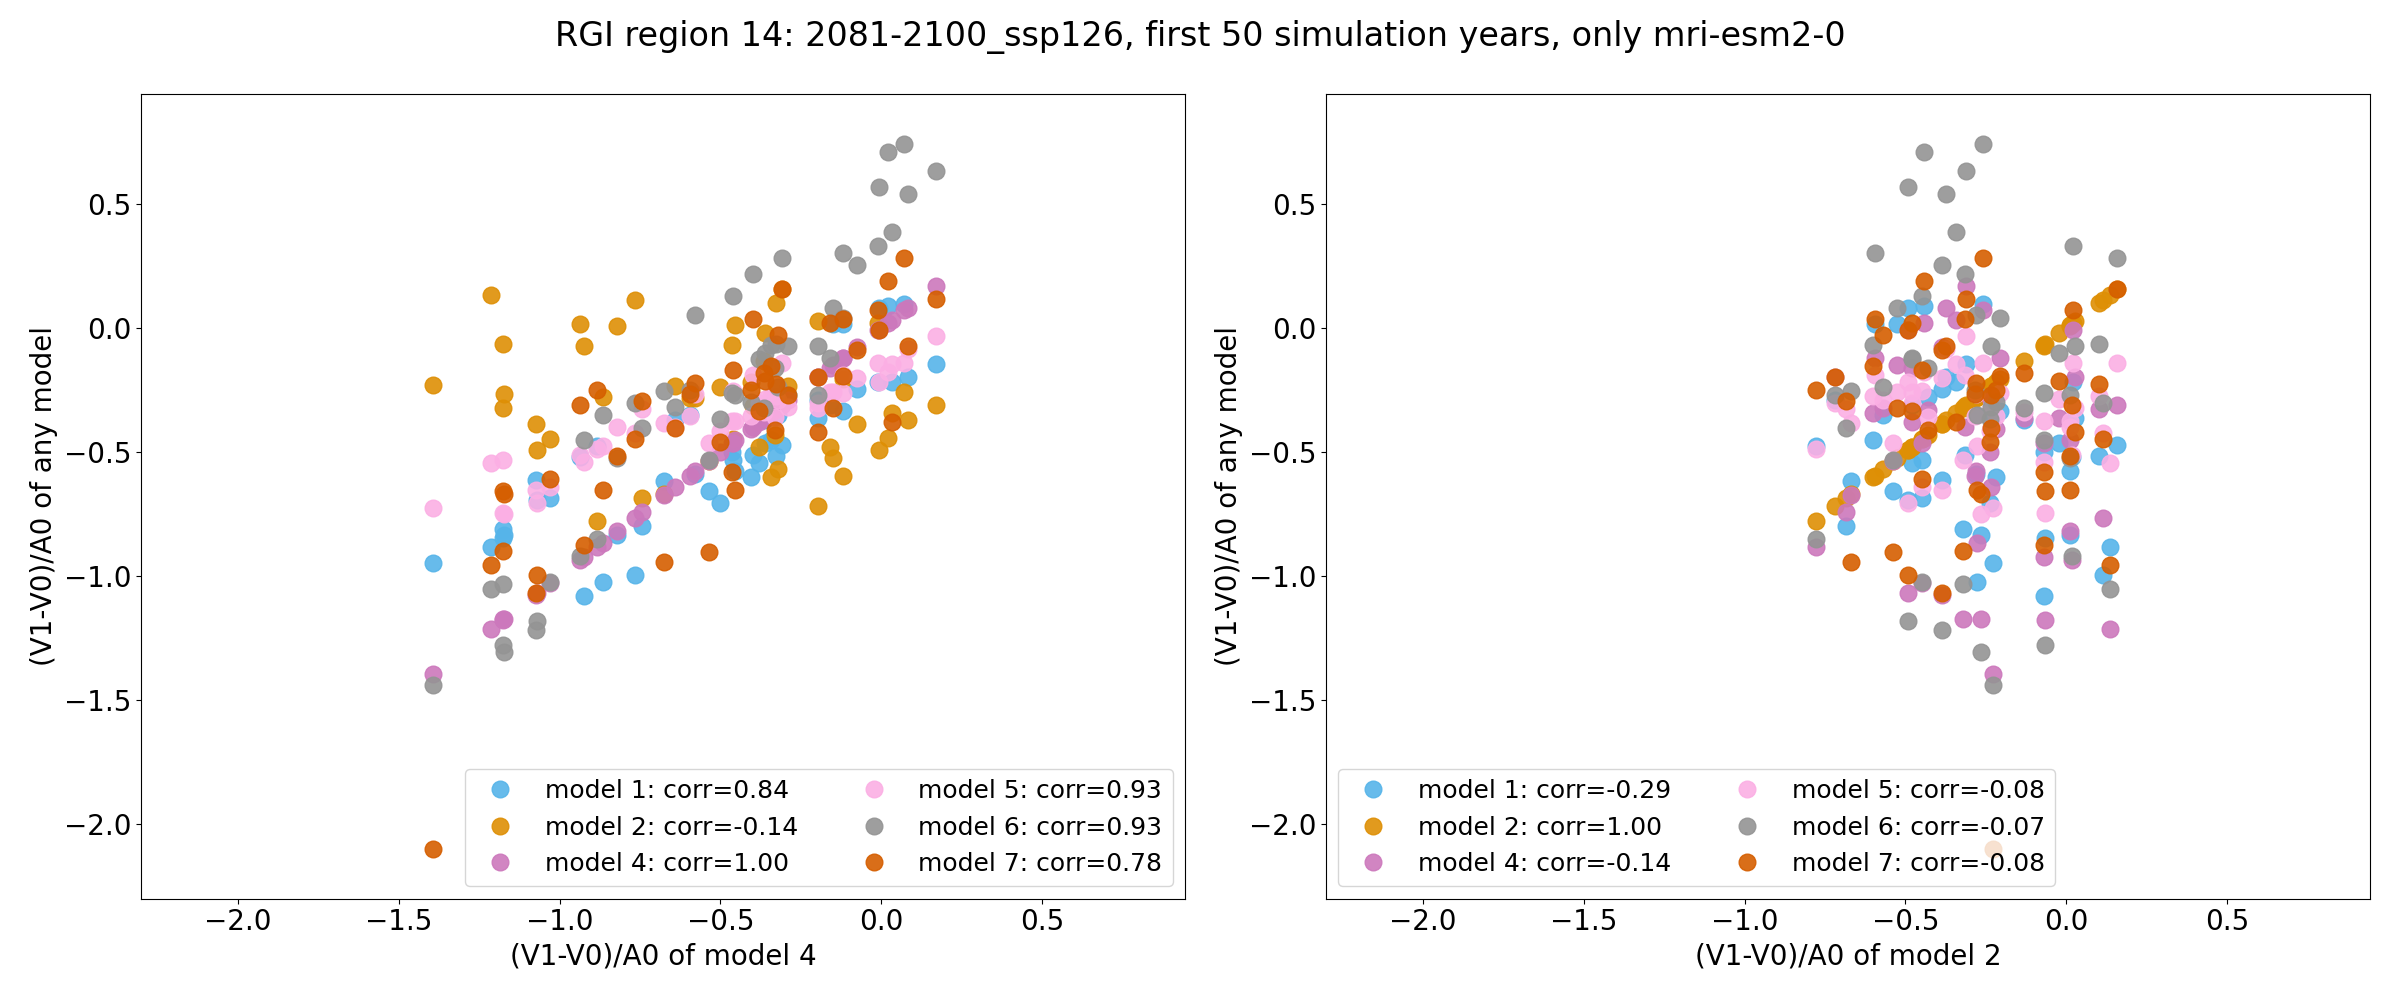 RGI region 14: 2081-2100_ssp126, first 50 simulation years, only mri-esm2-0
(V1-V0)/A0 of any model
0.5
0.0
−0.5
−1.0
−1.5
−2.0
model 1: corr=0.84
model 2: corr=-0.14
model 4: corr=1.00
model 5: corr=0.93
model 6: corr=0.93
model 7: corr=0.78
−2.0 −1.5 −1.0 −0.5 0.0 0.5
(V1-V0)/A0 of model 4
(V1-V0)/A0 of any model
0.5
0.0
−0.5
−1.0
−1.5
−2.0
model 1: corr=-0.29
model 2: corr=1.00
model 4: corr=-0.14
model 5: corr=-0.08
model 6: corr=-0.07
model 7: corr=-0.08
−2.0 −1.5 −1.0 −0.5 0.0 0.5
(V1-V0)/A0 of model 2